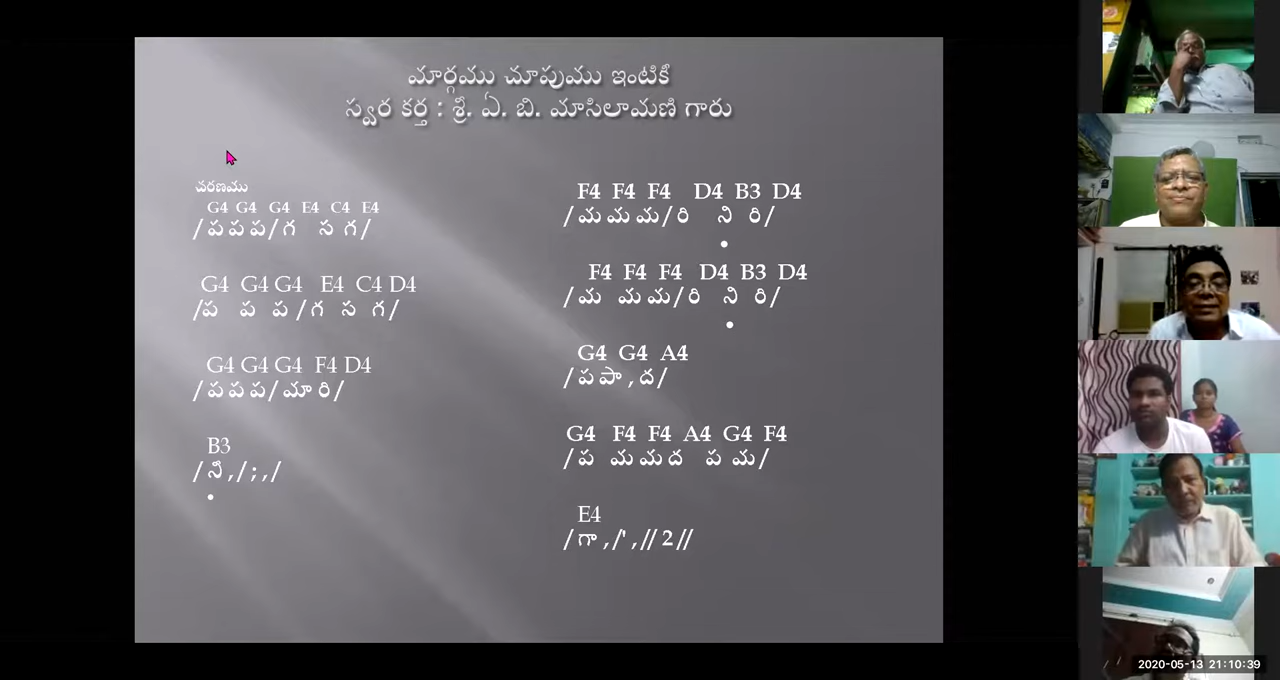 మార్గము చూపుము ఇంటికి
స్వర కర్త : శ్రీ. ఏ. బి. మాసిలామణి గారు
చరణము
G4 G4 G4 E4 C4 E4
/ ప ప ప / గ స గ /
G4 G4 G4 E4 C4 D4
/ప ప ప / గ స గ /
G4 G4 G4 F4 D4
/ ప ప ప / మా రి /
B3
/ ని , / ; , /
•
F4 F4 F4 D4 B3 D4
/ మ మ మ / రి ని రి /
•
F4 F4 F4 D4 B3 D4
/ మ మ మ / రి ని రి /
•
G4 G4 A4
/ ప పా , ద /
G4 F4 F4 A4 G4 F4
/ ప మ మ ద ప మ /
E4
/ గా , /' , // 2 //
2020-05-13 21:10:39